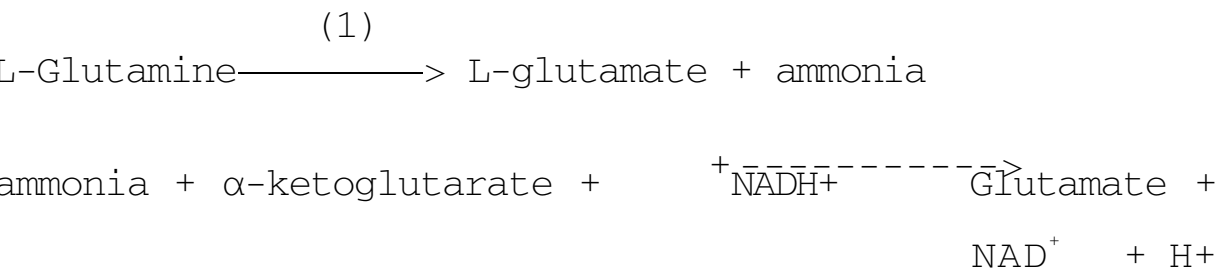 (1)
L-Glutamine————> L-glutamate + ammonia
ammonia + α-ketoglutarate + +NADH+ -----------> Glutamate +
NAD+ + H+